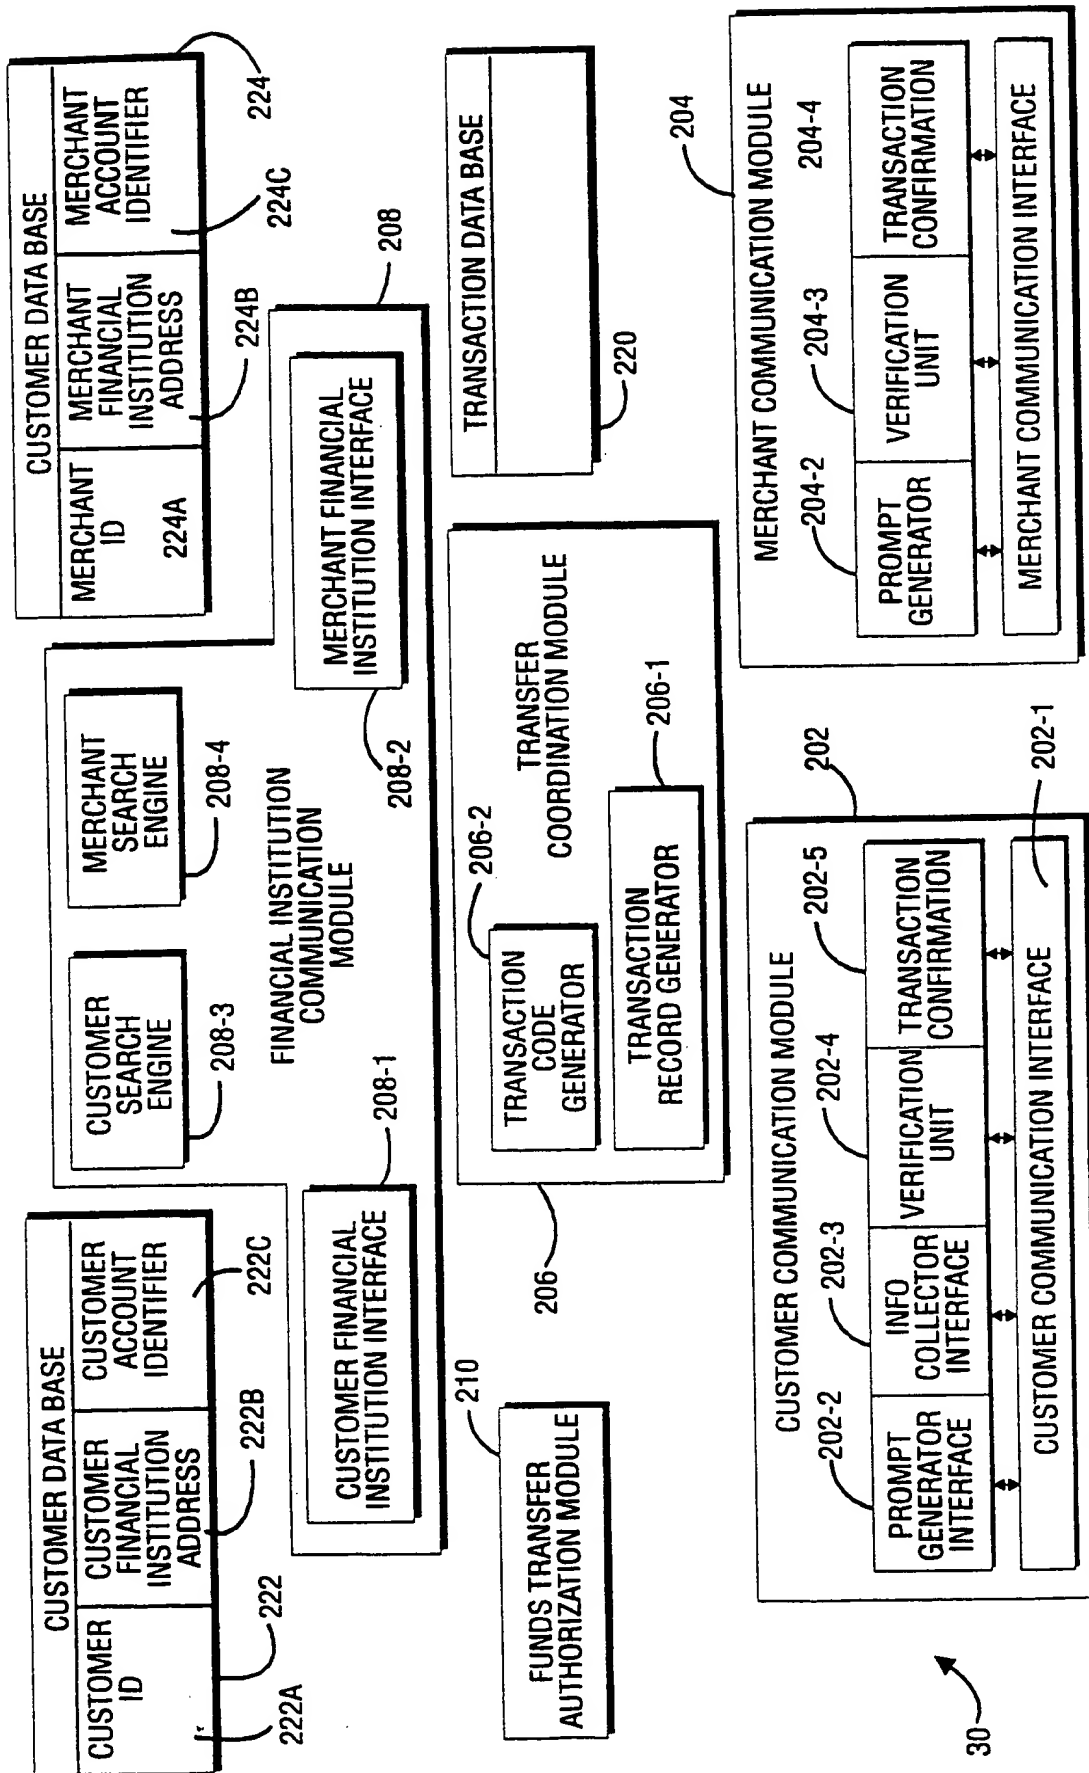 CUSTOMER DATA BASE
CUSTOMER
ID
CUSTOMER
FINANCIAL
INSTITUTION
ADDRESS
CUSTOMER
ACCOUNT
IDENTIFIER
222A
222
222B
222C
CUSTOMER DATA BASE
MERCHANT
ID
224A
MERCHANT
FINANCIAL
INSTITUTION
ADDRESS
MERCHANT
ACCOUNT
IDENTIFIER
224B
224C
224
CUSTOMER
SEARCH
ENGINE
208-3
MERCHANT
SEARCH
ENGINE
208-4
FINANCIAL INSTITUTION
COMMUNICATION
MODULE
CUSTOMER FINANCIAL
INSTITUTION INTERFACE
208-1
MERCHANT FINANCIAL
INSTITUTION INTERFACE
208-2
208
FUNDS TRANSFER
AUTHORIZATION MODULE
210
206
TRANSACTION
CODE
GENERATOR
206-2
TRANSFER
COORDINATION MODULE
TRANSACTION
RECORD GENERATOR
206-1
TRANSACTION DATA BASE
220
CUSTOMER COMMUNICATION MODULE
202-2
202-3
202-4
202-5
202
PROMPT
GENERATOR
INTERFACE
INFO
COLLECTOR
INTERFACE
VERIFICATION
UNIT
TRANSACTION
CONFIRMATION
CUSTOMER COMMUNICATION INTERFACE
202-1
MERCHANT COMMUNICATION MODULE
204
204-2
204-3
204-4
PROMPT
GENERATOR
VERIFICATION
UNIT
TRANSACTION
CONFIRMATION
MERCHANT COMMUNICATION INTERFACE
30